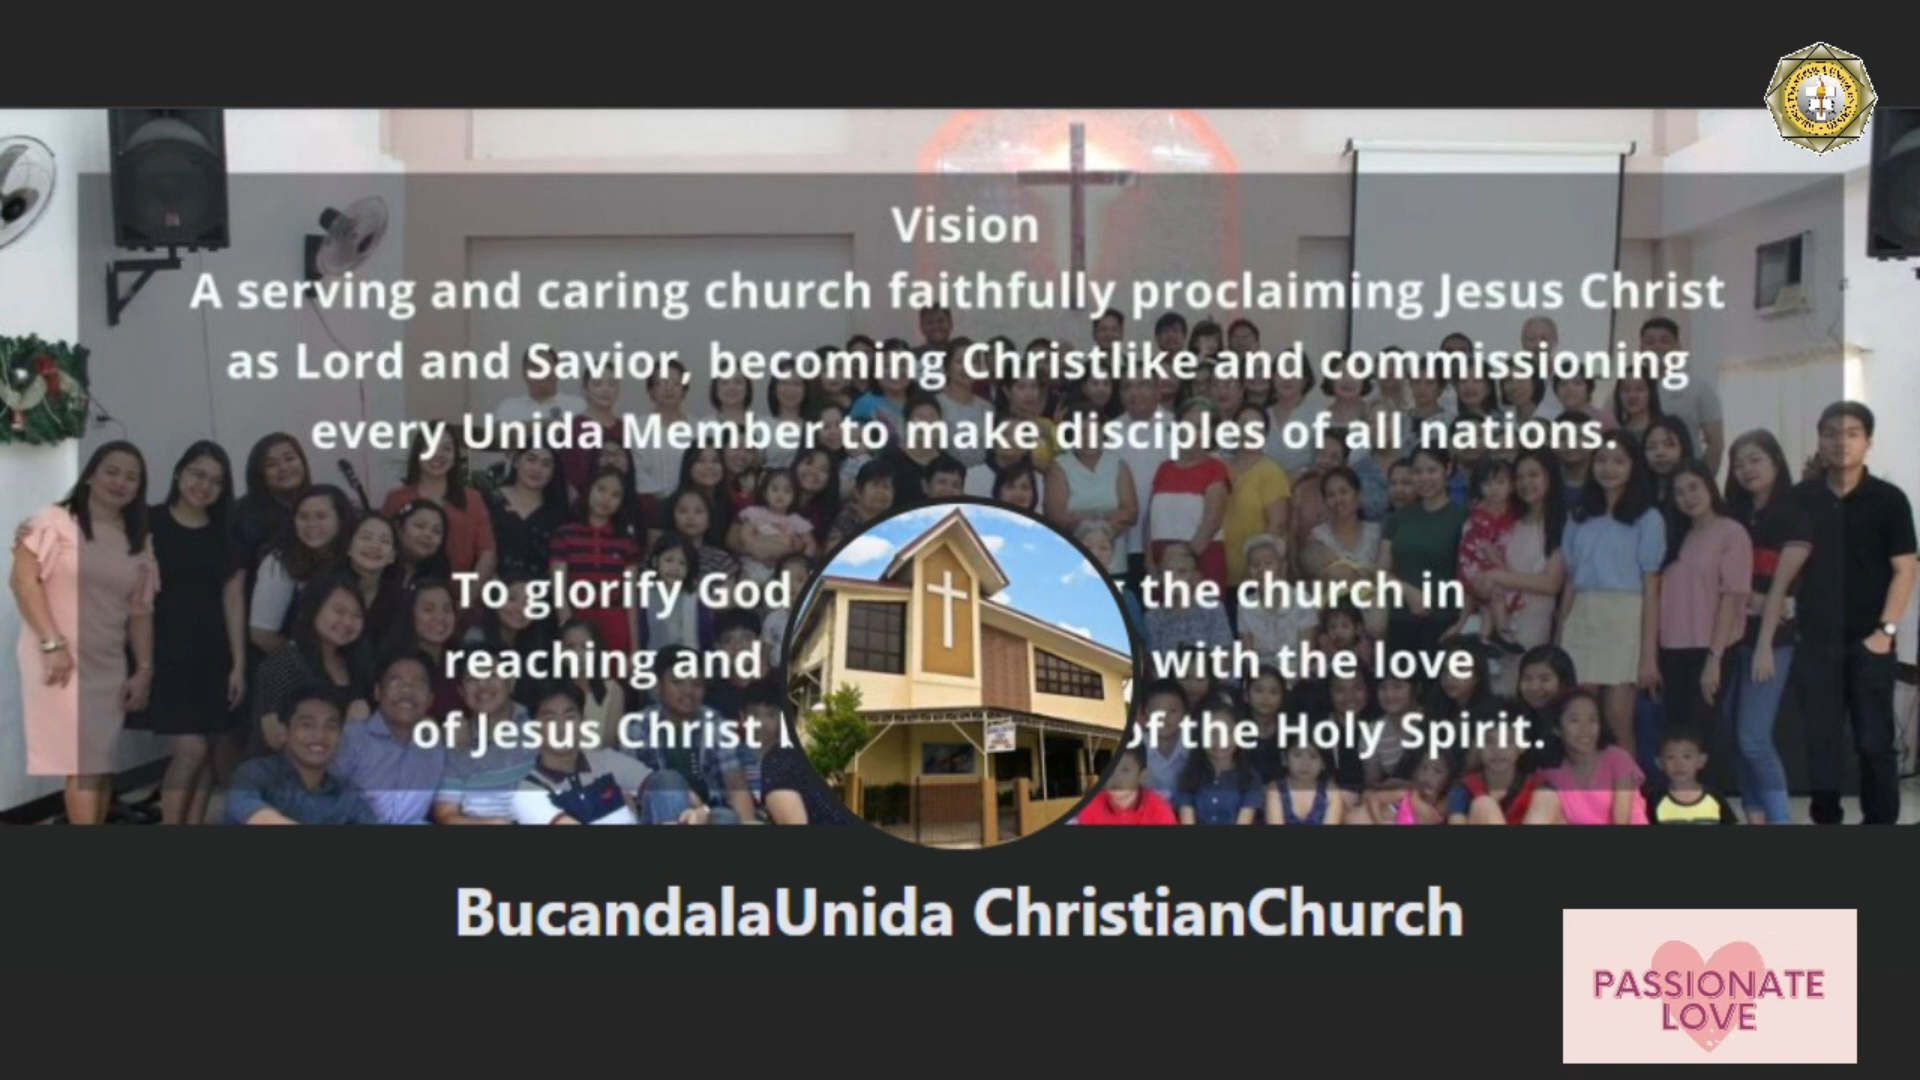 Vision
A serving and caring church faithfully proclaiming Jesus Christ
as Lord and Savior, becoming Christlike and commissioning
every Unida Member to make disciples of all nations.
To glorify God the church in
reaching and with the love
of Jesus Christ of the Holy Spirit.
BucandalaUnida ChristianChurch
PASSIONATE
LOVE